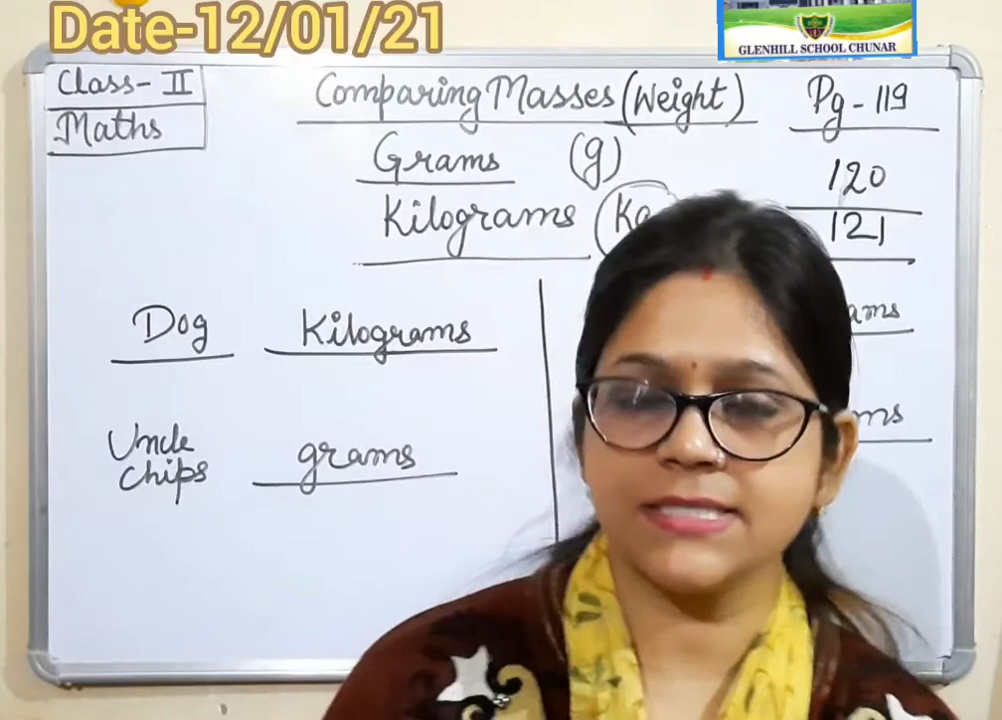 Date-12/01/21
GLENHILL SCHOOL CHUNAR
Class- II
Maths
Comparing Masses (Weight)
Pg - 119
120
121
Grams (g)
Kilograms
Dog Kilograms
Uncle
Chips
grams